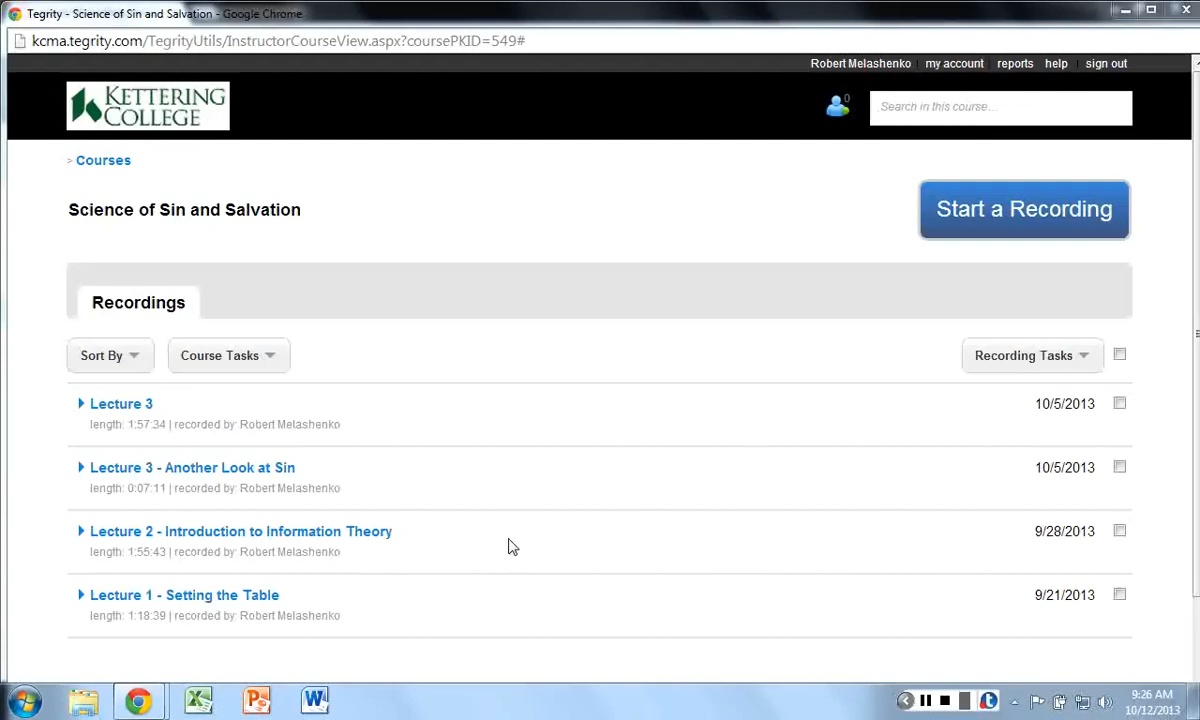 Tegrity - Science of Sin and Salvation - Google Chrome
kcma.tegrity.com/TegrityUtils/InstructorCourseView.aspx?coursePKID=549#
Robert Melashenko my account reports help sign out
KETTERING
COLLEGE
0
Search in this course...
> Courses
Science of Sin and Salvation
Start a Recording
Recordings
Sort By Course Tasks Recording Tasks
Lecture 3 10/5/2013
length: 1:57:34 | recorded by: Robert Melashenko
Lecture 3 - Another Look at Sin 10/5/2013
length: 0:07:11 | recorded by: Robert Melashenko
Lecture 2 - Introduction to Information Theory 9/28/2013
length: 1:55:43 | recorded by: Robert Melashenko
Lecture 1 - Setting the Table 9/21/2013
length: 1:18:39 | recorded by: Robert Melashenko
9:26 AM
10/12/2013